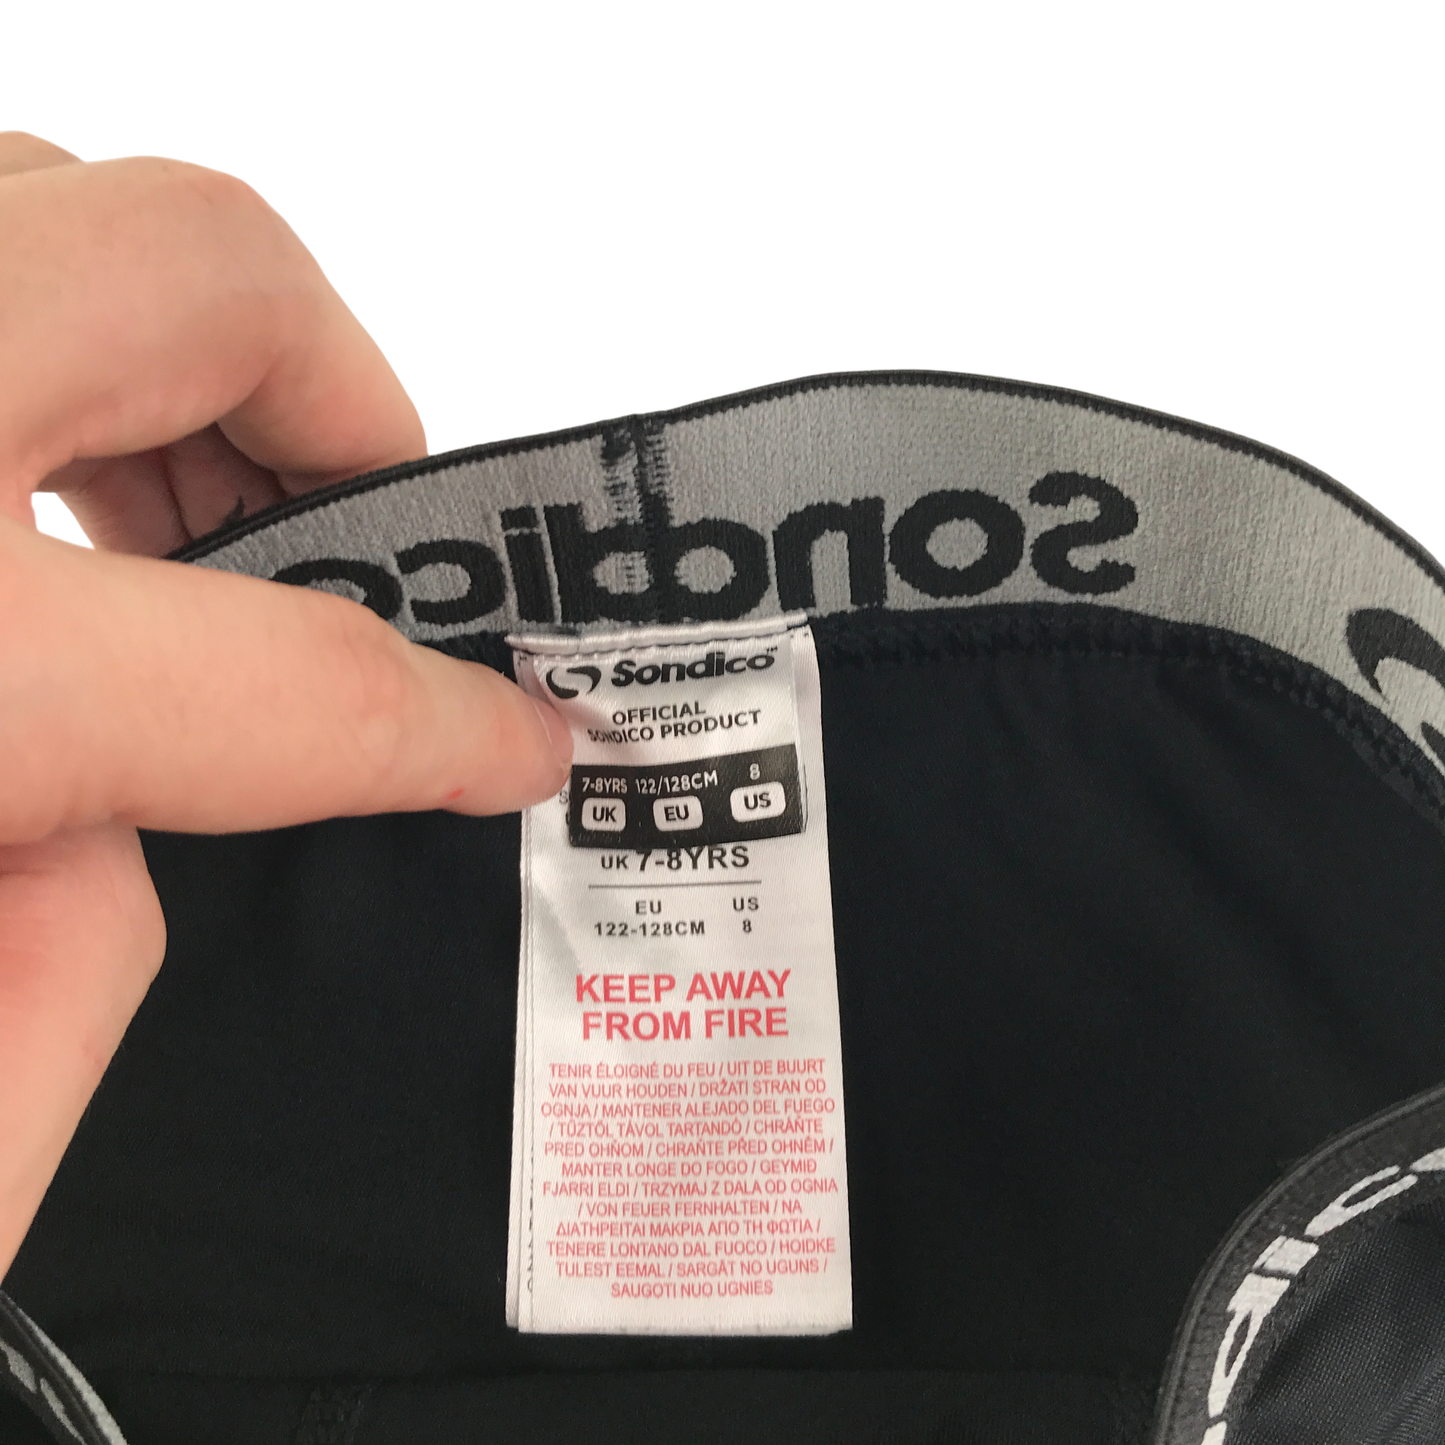 Sondico
Sondico™
OFFICIAL
SONDICO PRODUCT
7-8YRS 122/128CM 8
UK EU US
UK 7-8YRS
EU US
122-128CM 8
KEEP AWAY
FROM FIRE
TENIR ÉLOIGNÉ DU FEU / UIT DE BUURT
VAN VUUR HOUDEN / DRŽATI STRAN OD
OGNJA / MANTENER ALEJADO DEL FUEGO
/ TŰZTŐL TÁVOL TARTANDÓ / CHRÁŇTE
PRED OHŇOM / CHRAŇTE PŘED OHNĚM /
MANTER LONGE DO FOGO / GEYMIÐ
FJARRI ELDI / TRZYMAJ Z DALA OD OGNIA
/ VON FEUER FERNHALTEN / ΝΑ
ΔΙΑΤΗΡΕΙΤΑΙ ΜΑΚΡΙΑ ΑΠΟ ΤΗ ΦΩΤΙΑ /
TENERE LONTANO DAL FUOCO / HOIDKE
TULEST EEMAL / SARGĀT NO UGUNS /
SAUGOTI NUO UGNIES